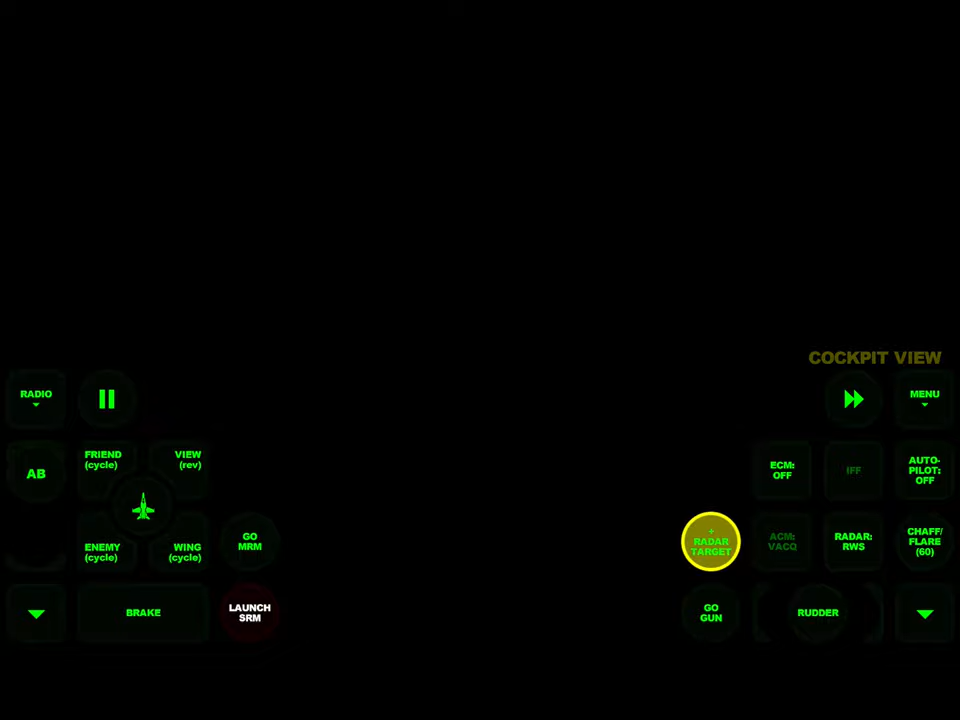 COCKPIT VIEW
RADIO
MENU
FRIEND
(cycle)
VIEW
(rev)
AB
ECM:
OFF
IFF
AUTO-
PILOT:
OFF
ENEMY
(cycle)
WING
(cycle)
GO
MRM
+
RADAR
TARGET
ACM:
VACQ
RADAR:
RWS
CHAFF/
FLARE
(60)
BRAKE
LAUNCH
SRM
GO
GUN
RUDDER